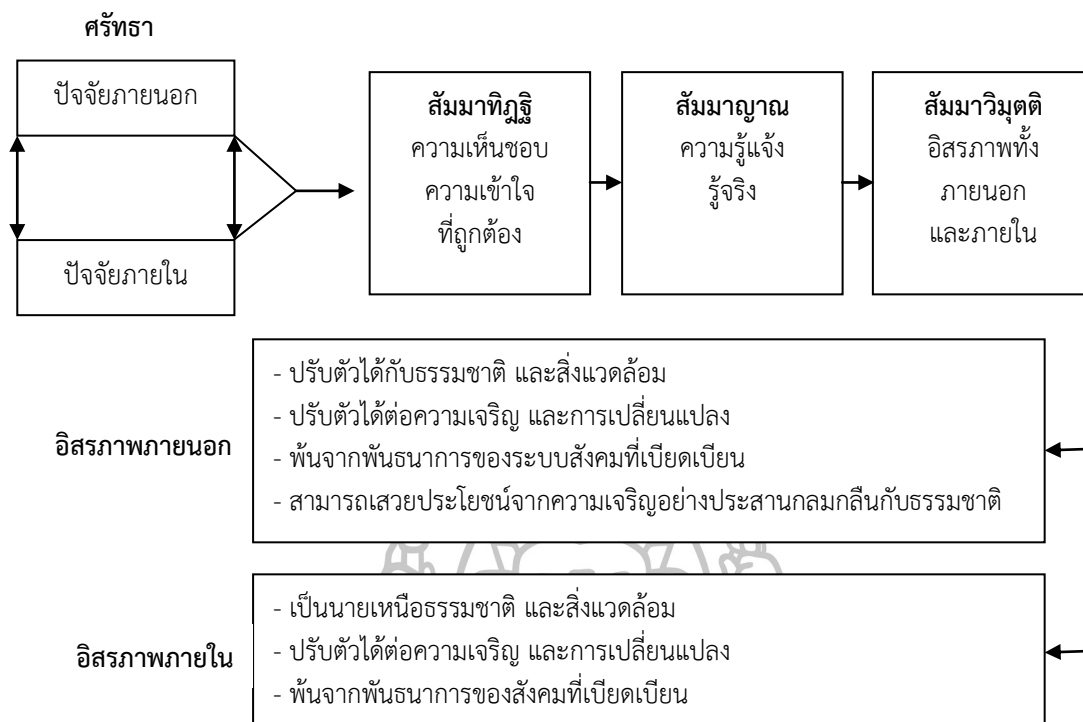 ศรัทธา
ปัจจัยภายนอก
ปัจจัยภายใน
สัมมาทิฎฐิ
ความเห็นชอบ
ความเข้าใจ
ที่ถูกต้อง
สัมมาญาณ
ความรู้แจ้ง
รู้จริง
สัมมาวิมุตติ
อิสรภาพทั้ง
ภายนอก
และภายใน
อิสรภาพภายนอก
- ปรับตัวได้กับธรรมชาติ และสิ่งแวดล้อม
- ปรับตัวได้ต่อความเจริญ และการเปลี่ยนแปลง
- พ้นจากพันธนาการของระบบสังคมที่เบียดเบียน
- สามารถเสวยประโยชน์จากความเจริญอย่างประสานกลมกลืนกับธรรมชาติ
อิสรภาพภายใน
- เป็นนายเหนือธรรมชาติ และสิ่งแวดล้อม
- ปรับตัวได้ต่อความเจริญ และการเปลี่ยนแปลง
- พ้นจากพันธนาการของสังคมที่เบียดเบียน